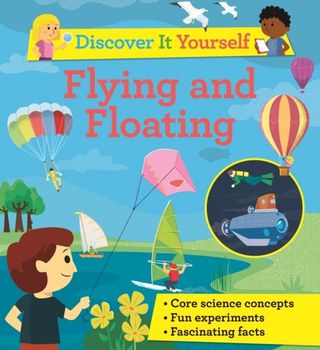 Discover It Yourself
Flying and
Floating
• Core science concepts
• Fun experiments
• Fascinating facts